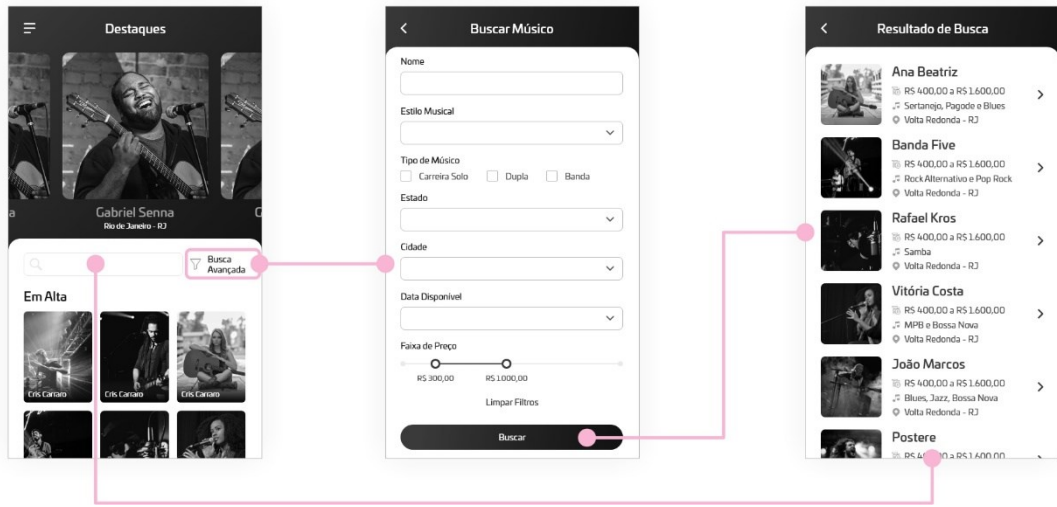 Destaques
a
Gabriel Senna
G
Rio de Janeiro - RJ
Busca
Avançada
Em Alta
Cris Carraro
Cris Carraro
Cris Carraro
Buscar Músico
Nome
Estilo Musical
Tipo de Músico
Carreira Solo
Dupla
Banda
Estado
Cidade
Data Disponível
Faixa de Preço
R$ 300,00
R$ 1.000,00
Limpar Filtros
Buscar
Resultado de Busca
Ana Beatriz
R$ 400,00 a R$ 1.600,00
Sertanejo, Pagode e Blues
Volta Redonda - RJ
Banda Five
R$ 400,00 a R$ 1.600,00
Rock Alternativo e Pop Rock
Volta Redonda - RJ
Rafael Kros
R$ 400,00 a R$ 1.600,00
Samba
Volta Redonda - RJ
Vitória Costa
R$ 400,00 a R$ 1.600,00
MPB e Bossa Nova
Volta Redonda - RJ
João Marcos
R$ 400,00 a R$ 1.600,00
Blues, Jazz, Bossa Nova
Volta Redonda - RJ
Postere
a R$ 1.600,00